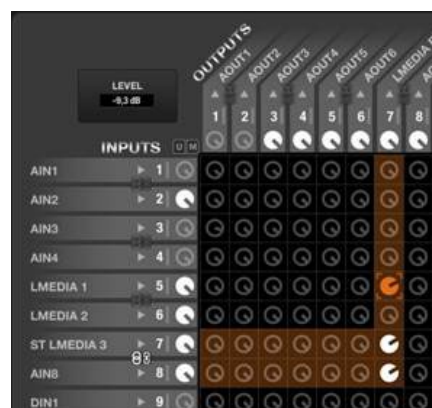 OUTPUTS
AOUT1
AOUT2
AOUT3
AOUT4
AOUT5
AOUT6
LMEDIA
LEVEL
-9,3 dB
1 2 3 4 5 6 7 8
INPUTS U M
AIN1 1
AIN2 2
AIN3 3
AIN4 4
LMEDIA 1 5
LMEDIA 2 6
ST LMEDIA 3 7
AIN8 8
DIN1 9